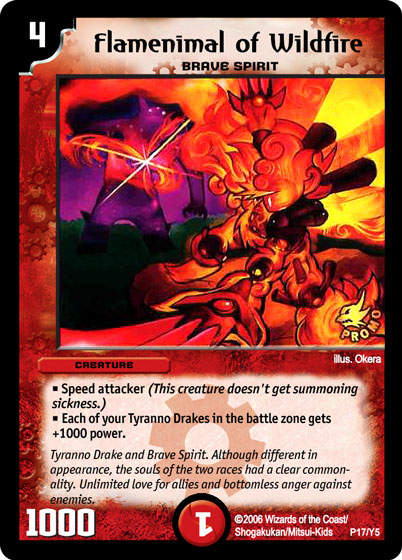 4
Flamenimal of Wildfire
BRAVE SPIRIT
PROMO
illus. Okera
CREATURE
▪ Speed attacker (This creature doesn't get summoning
sickness.)
▪ Each of your Tyranno Drakes in the battle zone gets
+1000 power.
Tyranno Drake and Brave Spirit. Although different in
appearance, the souls of the two races had a clear common-
ality. Unlimited love for allies and bottomless anger against
enemies.
1000
1
©2006 Wizards of the Coast/
Shogakukan/Mitsui-Kids
P17/Y5